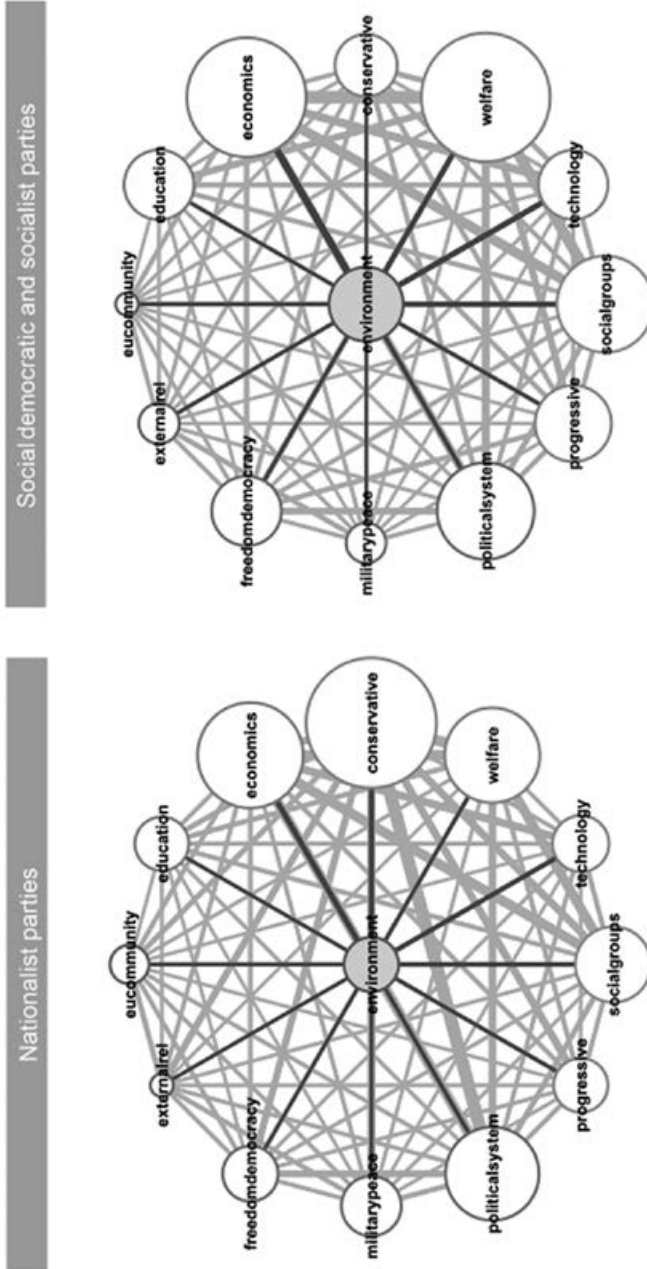 Nationalist parties
eucommunity
education
economics
conservative
welfare
technology
socialgroups
progressive
politicalsystem
militarypeace
freedomdemocracy
externalrel
environment
Social democratic and socialist parties
eucommunity
education
economics
conservative
welfare
technology
socialgroups
progressive
politicalsystem
militarypeace
freedomdemocracy
externalrel
environment